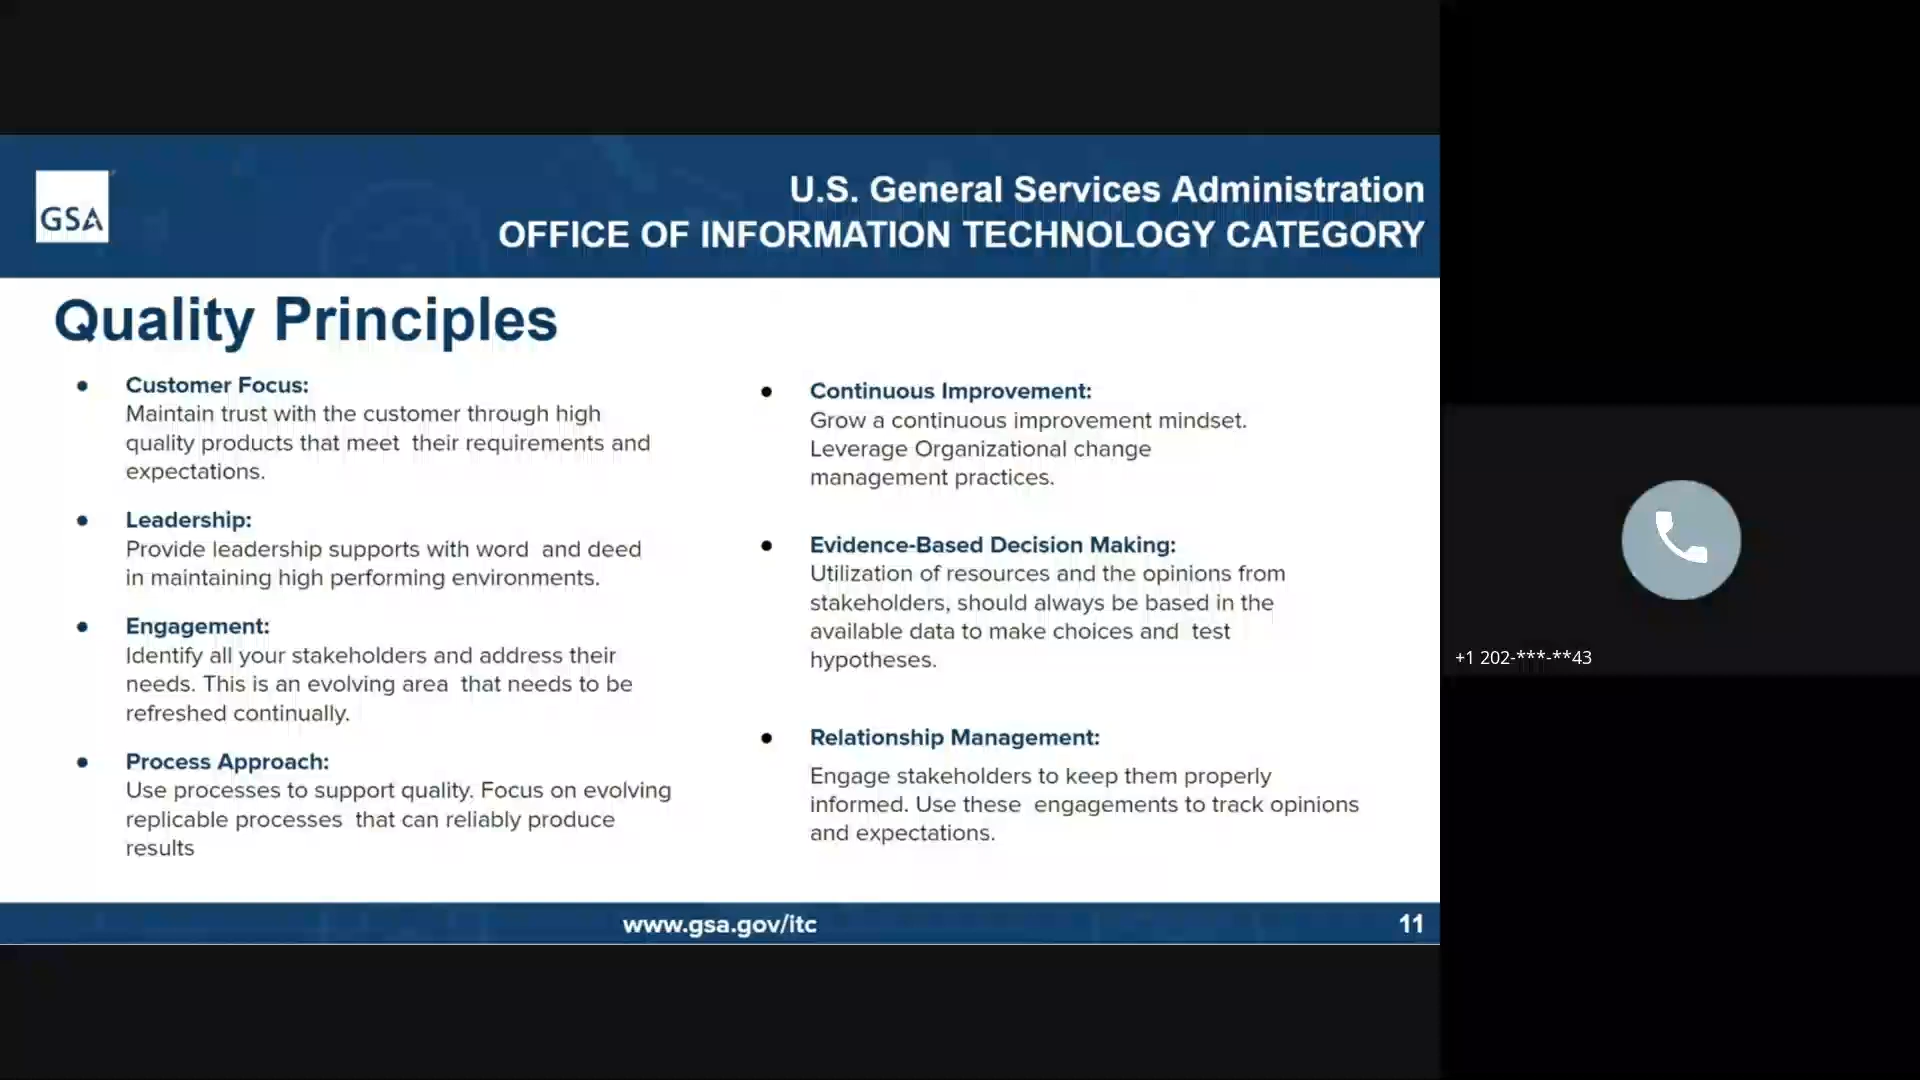 GSA
U.S. General Services Administration
OFFICE OF INFORMATION TECHNOLOGY CATEGORY
Quality Principles
● Customer Focus:
Maintain trust with the customer through high
quality products that meet  their requirements and
expectations.
● Leadership:
Provide leadership supports with word  and deed
in maintaining high performing environments.
● Engagement:
Identify all your stakeholders and address their
needs. This is an evolving area  that needs to be
refreshed continually.
● Process Approach:
Use processes to support quality. Focus on evolving
replicable processes  that can reliably produce
results
● Continuous Improvement:
Grow a continuous improvement mindset.
Leverage Organizational change
management practices.
● Evidence-Based Decision Making:
Utilization of resources and the opinions from
stakeholders, should always be based in the
available data to make choices and  test
hypotheses.
● Relationship Management:
Engage stakeholders to keep them properly
informed. Use these  engagements to track opinions
and expectations.
www.gsa.gov/itc
11
+1 202-***-**43